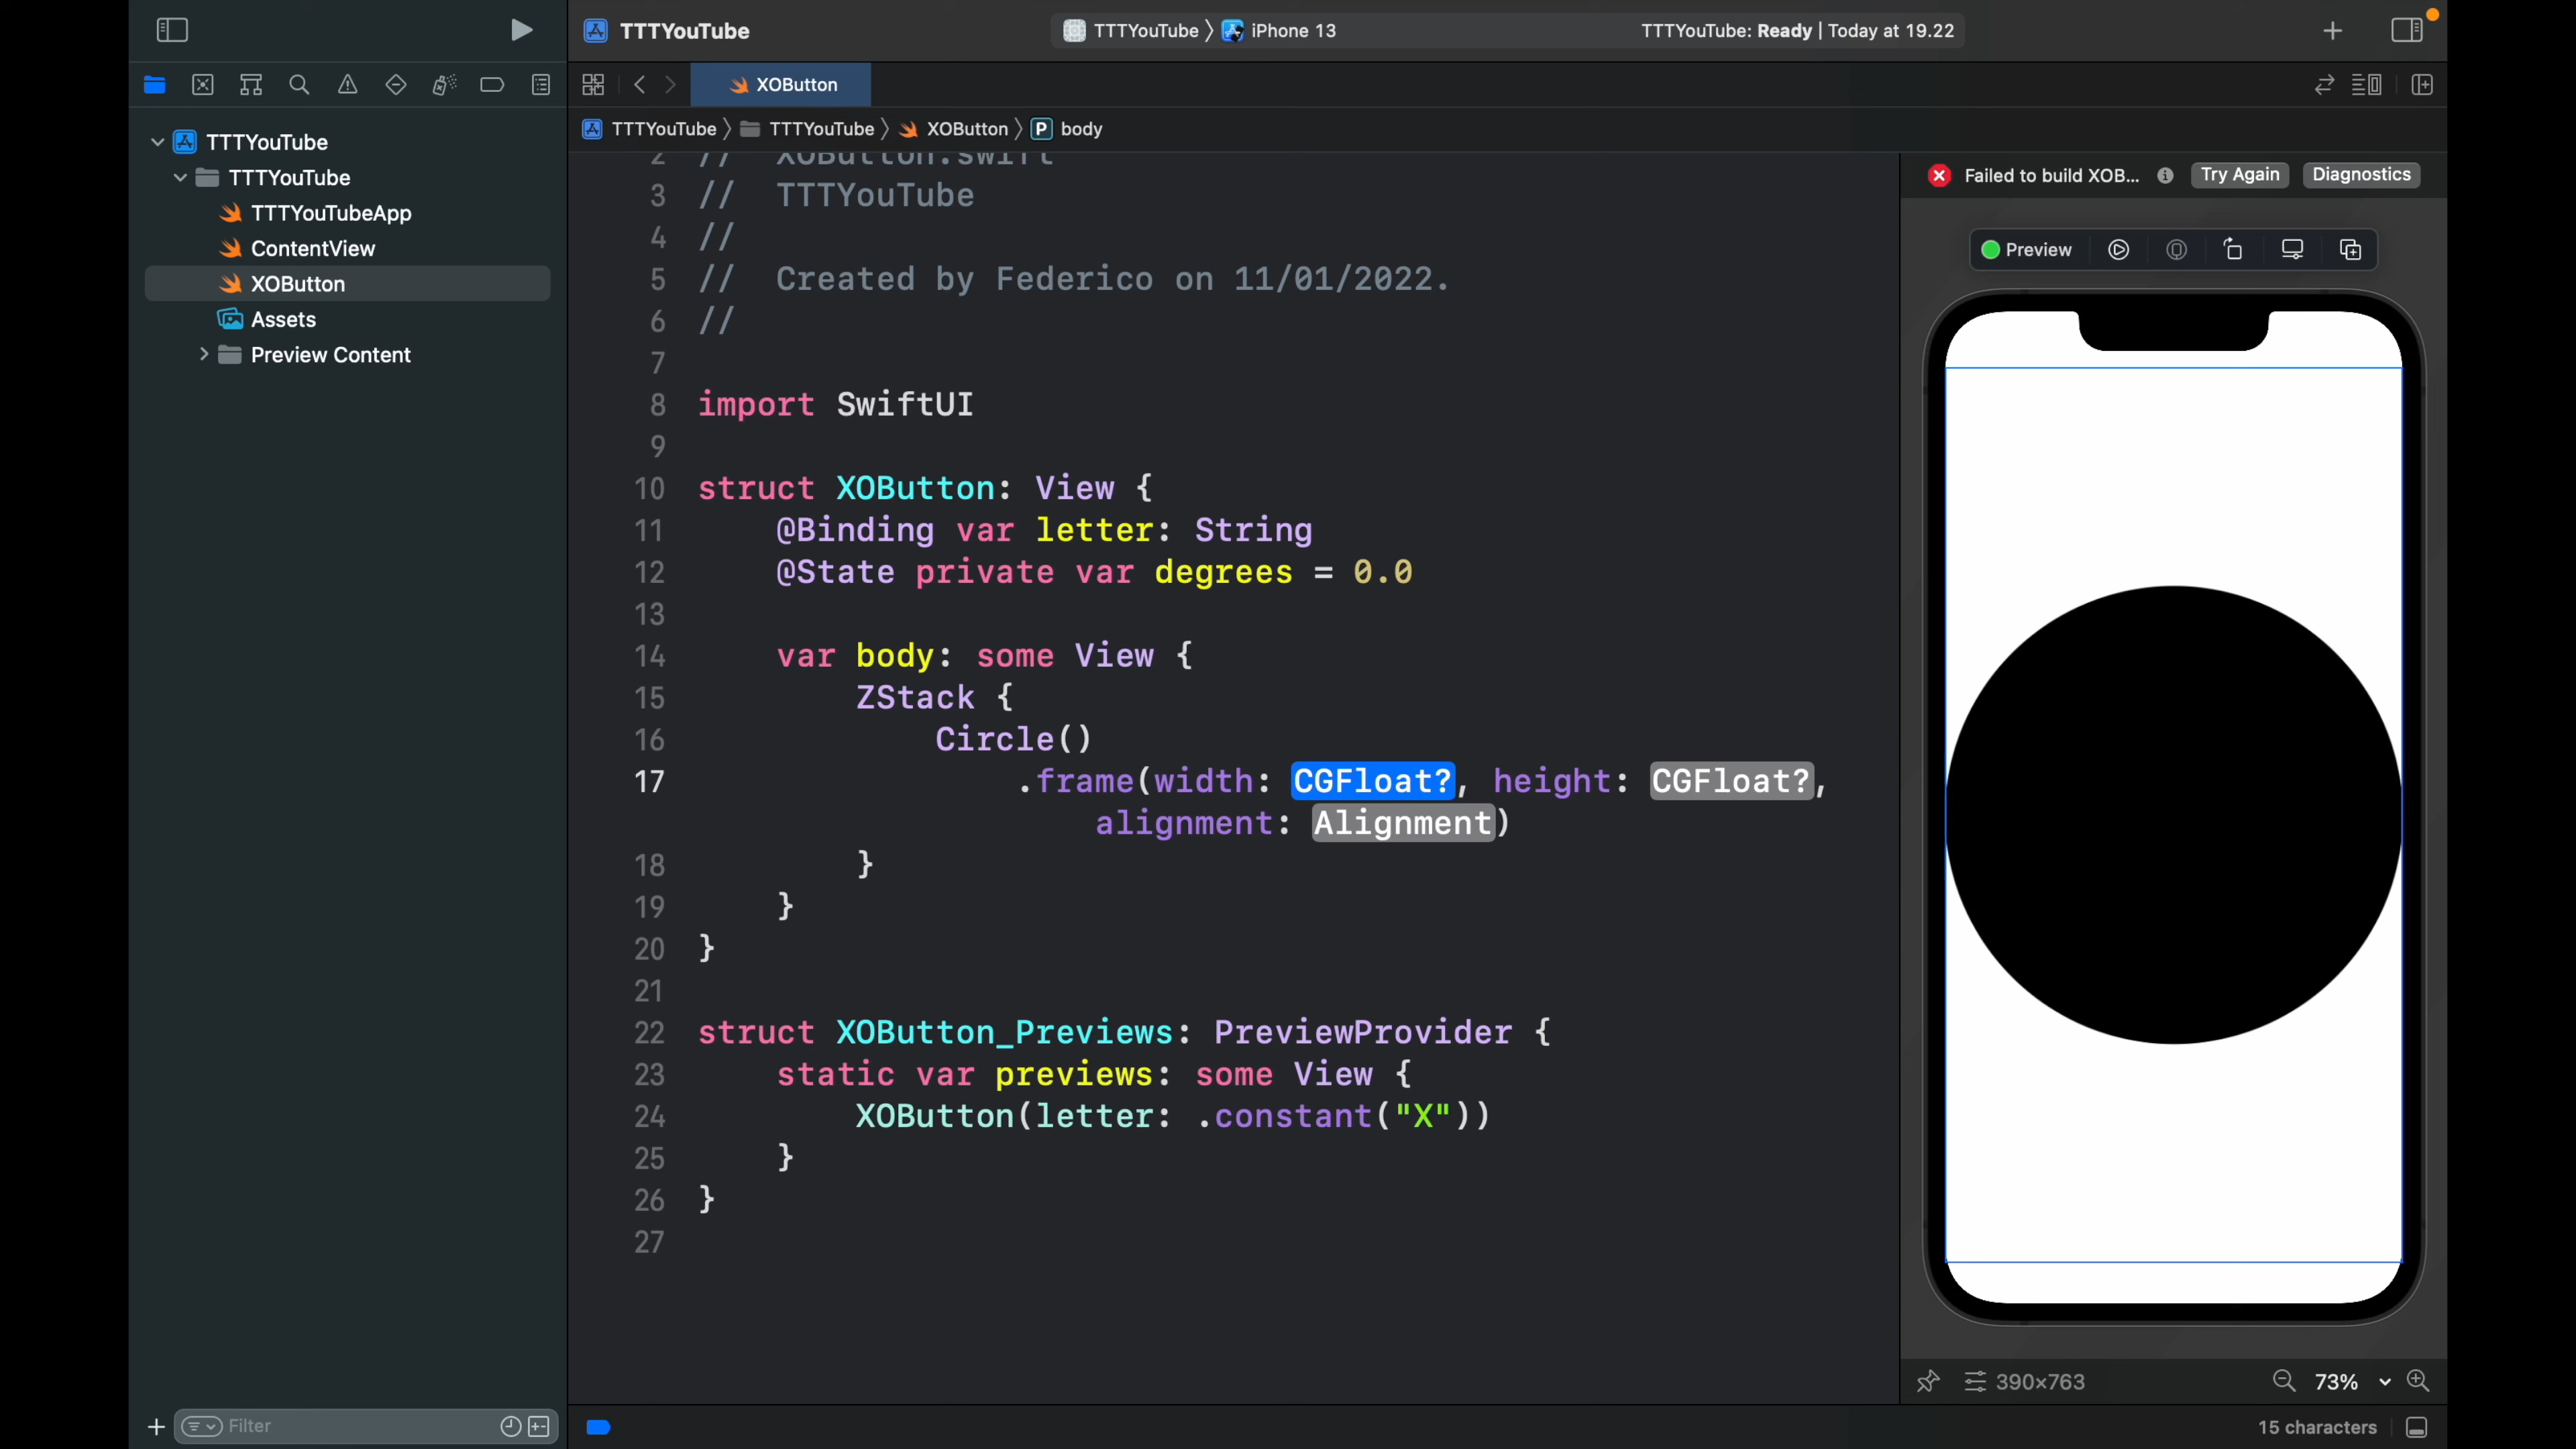 TTTYouTube
TTTYouTube 〉 iPhone 13
TTTYouTube: Ready | Today at 19.22
XOButton
TTTYouTube 〉 TTTYouTube 〉 XOButton 〉 P body
TTTYouTube
TTTYouTube
TTTYouTubeApp
ContentView
XOButton
Assets
Preview Content
Filter
2 // XOButton.swift
3 // TTTYouTube
4 //
5 // Created by Federico on 11/01/2022.
6 //
7
8 import SwiftUI
9
10 struct XOButton: View {
11 @Binding var letter: String
12 @State private var degrees = 0.0
13
14 var body: some View {
15 ZStack {
16 Circle()
17 .frame(width: CGFloat?, height: CGFloat?,
alignment: Alignment)
18 }
19 }
20 }
21
22 struct XOButton_Previews: PreviewProvider {
23 static var previews: some View {
24 XOButton(letter: .constant("X"))
25 }
26 }
27
Failed to build XOB... Try Again Diagnostics
Preview
390×763
73%
15 characters